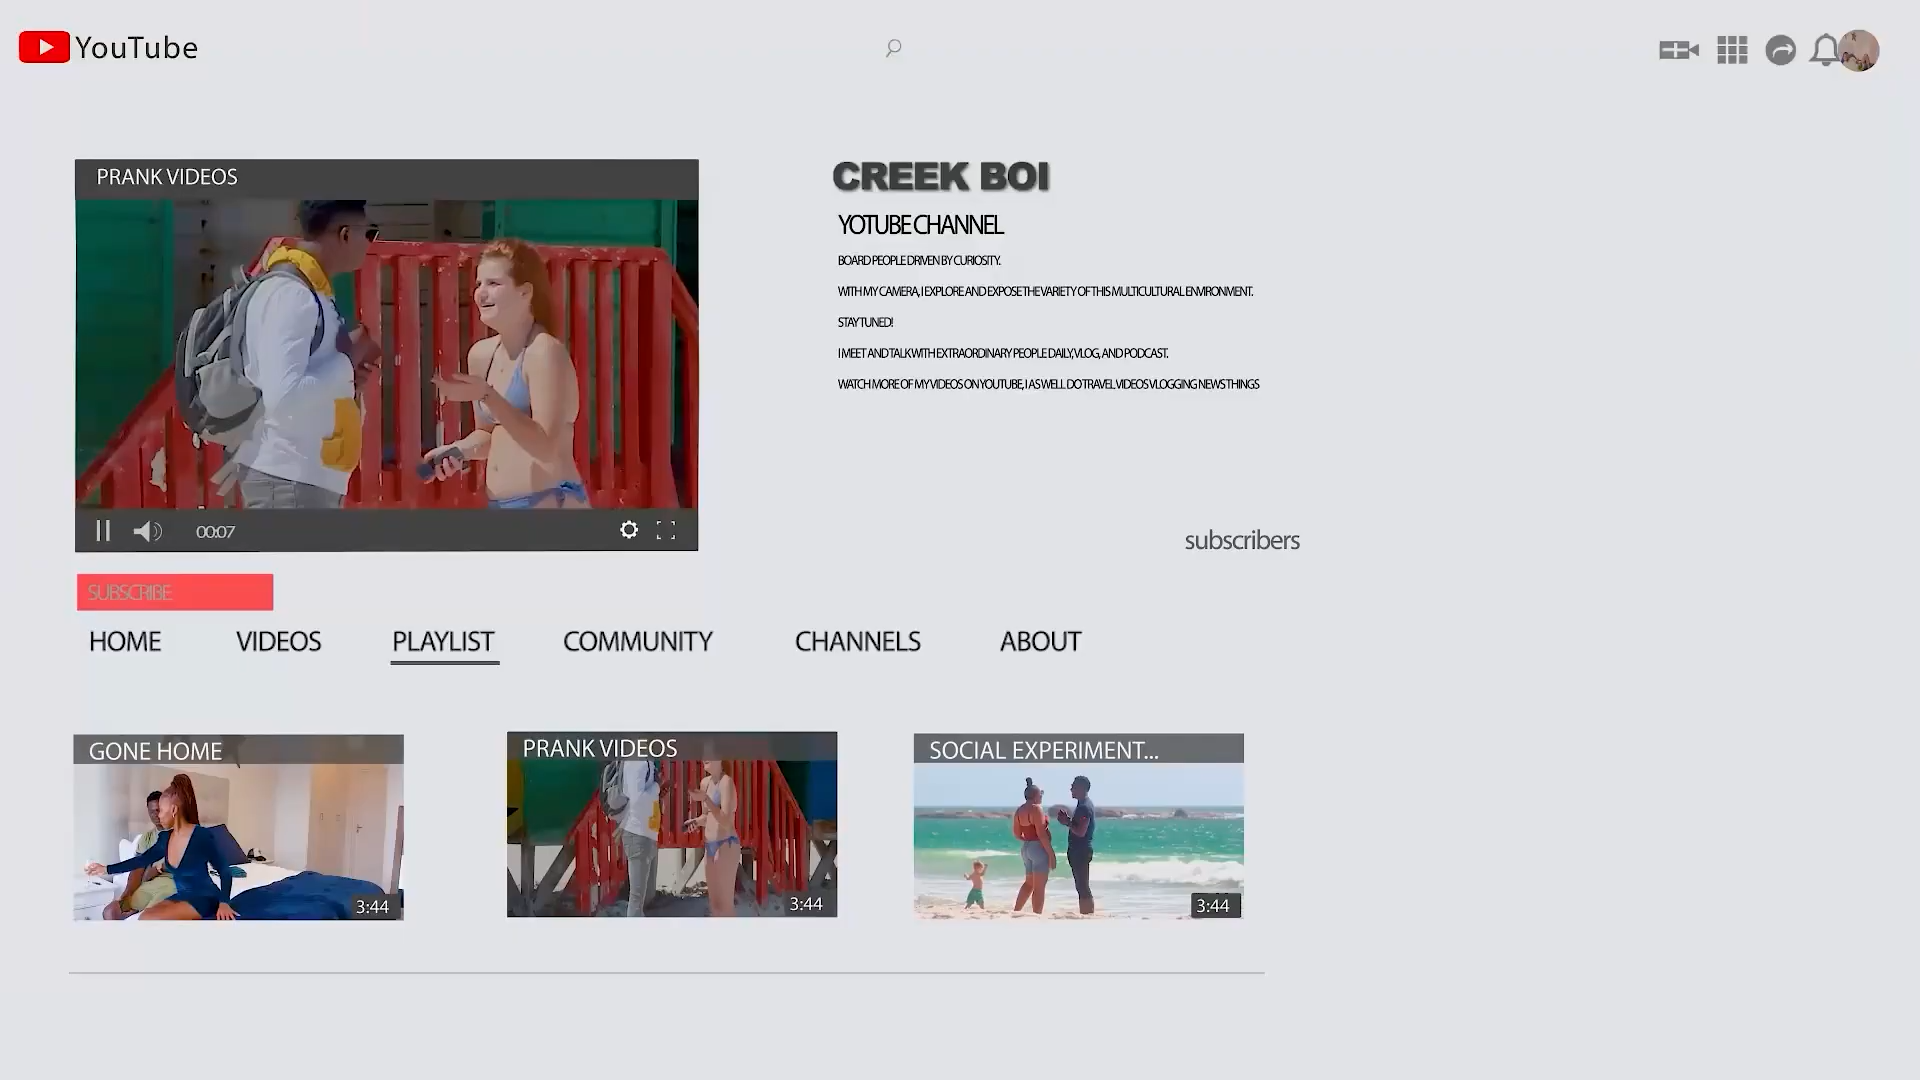 YouTube
PRANK VIDEOS
CREEK BOI
YOTUBE CHANNEL
BOARD PEOPLE DRIVEN BY CURIOSITY.
WITH MY CAMERA, I EXPLORE AND EXPOSE THE VARIETY OF THIS MULTICULTURAL ENVIRONMENT.
STAY TUNED!
I MEET AND TALK WITH EXTRAORDINARY PEOPLE DAILY, VLOG, AND PODCAST.
WATCH MORE OF MY VIDEOS ON YOUTUBE, I AS WELL DO TRAVEL VIDEOS VLOGGING NEWS THINGS
00:07
subscribers
SUBSCRIBE
HOME VIDEOS PLAYLIST COMMUNITY CHANNELS ABOUT
GONE HOME
3:44
PRANK VIDEOS
3:44
SOCIAL EXPERIMENT...
3:44